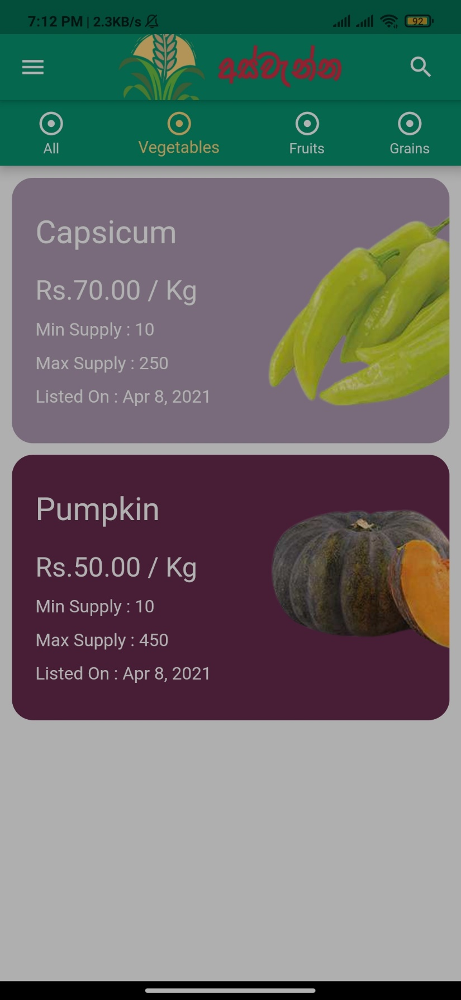 7:12 PM | 2.3KB/s
92
අස්වැන්න
All
Vegetables
Fruits
Grains
Capsicum
Rs.70.00 / Kg
Min Supply : 10
Max Supply : 250
Listed On : Apr 8, 2021
Pumpkin
Rs.50.00 / Kg
Min Supply : 10
Max Supply : 450
Listed On : Apr 8, 2021